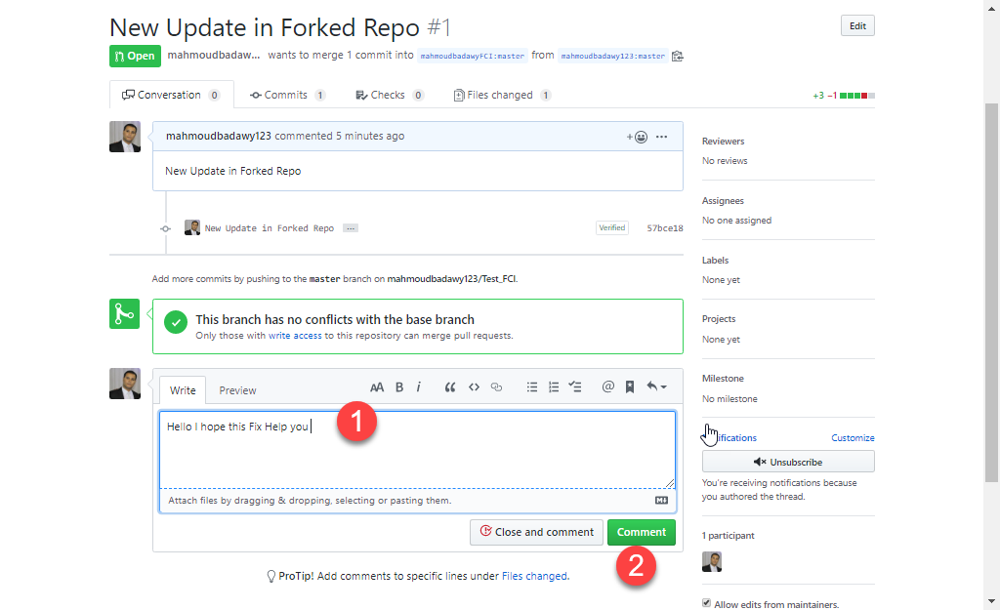 New Update in Forked Repo #1
Edit
Open mahmoudbadaw... wants to merge 1 commit into mahmoudbadawyFCI:master from mahmoudbadawy123:master
Conversation 0 Commits 1 Checks 0 Files changed 1 +3 −1
mahmoudbadawy123 commented 5 minutes ago
New Update in Forked Repo
New Update in Forked Repo ... Verified 57bce18
Add more commits by pushing to the master branch on mahmoudbadawy123/Test_FCI.
This branch has no conflicts with the base branch
Only those with write access to this repository can merge pull requests.
Write Preview
Hello I hope this Fix Help you
1
Attach files by dragging & dropping, selecting or pasting them.
Close and comment Comment
2
ProTip! Add comments to specific lines under Files changed.
Reviewers
No reviews
Assignees
No one assigned
Labels
None yet
Projects
None yet
Milestone
No milestone
ifications Customize
Unsubscribe
You're receiving notifications because
you authored the thread.
1 participant
Allow edits from maintainers.